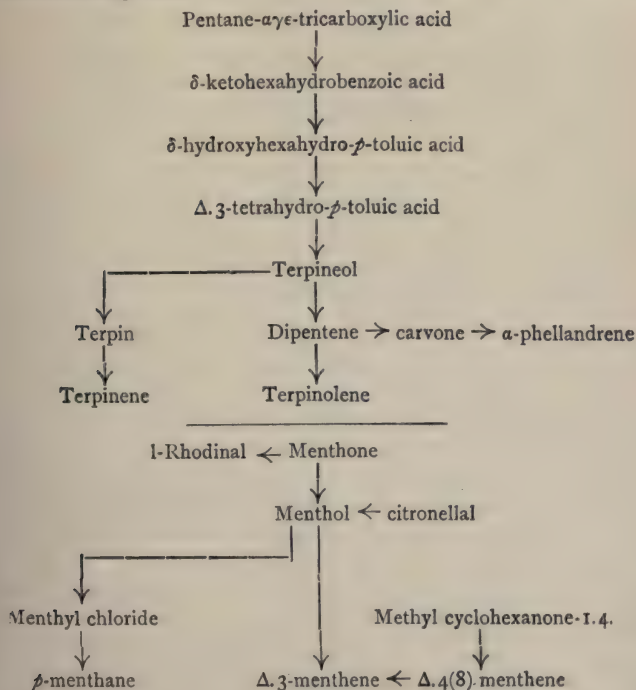 Pentane-αγε-tricarboxylic acid
δ-ketohexahydrobenzoic acid
δ-hydroxyhexahydro-p-toluic acid
Δ.3-tetrahydro-p-toluic acid
Terpineol
Terpin Dipentene → carvone → α-phellandrene
Terpinene Terpinolene
l-Rhodinal ← Menthone
Menthol ← citronellal
Menthyl chloride Methyl cyclohexanone-1.4.
p-menthane Δ.3-menthene ← Δ.4(8).menthene